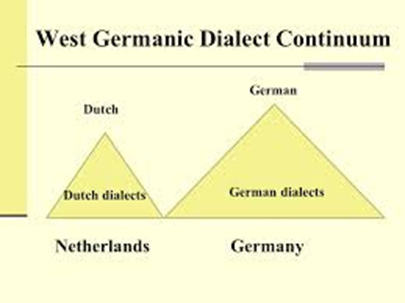 West Germanic Dialect Continuum
German
Dutch
Dutch dialects
German dialects
Netherlands
Germany